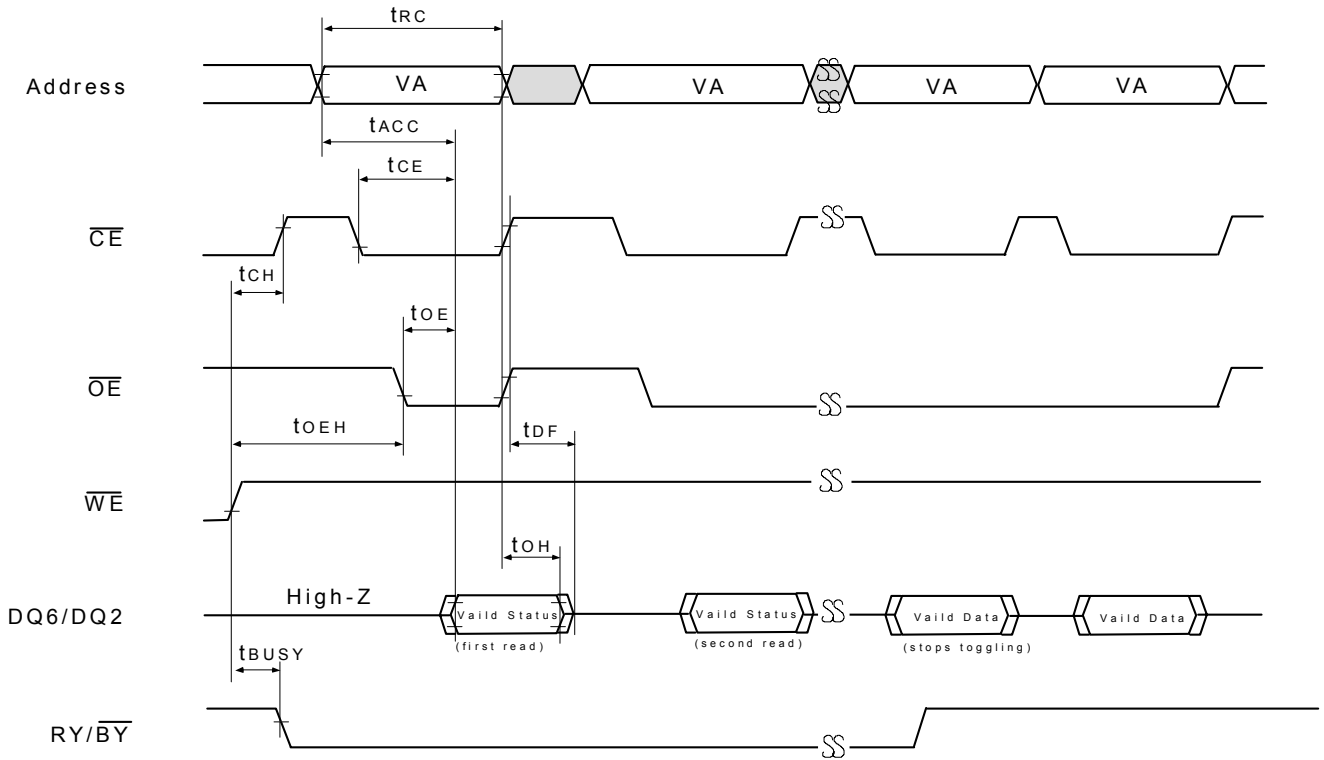 tRC
Address VA VA VA VA
tACC
tCE
CE
tCH
tOE
OE
tOEH tDF
WE
tOH
High-Z
DQ6/DQ2 Vaild Status Vaild Status Vaild Data Vaild Data
(first read) (second read) (stops toggling)
tBUSY
RY/BY